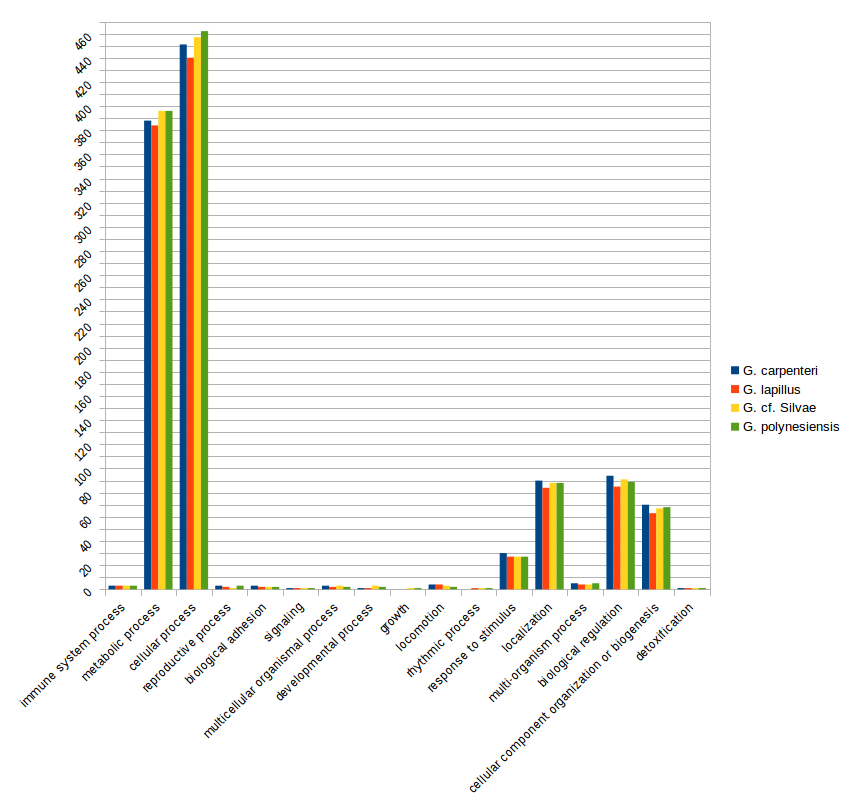 460
440
420
400
380
360
340
320
300
280
260
240
220
200
180
160
140
120
100
80
60
40
20
0
immune system process
metabolic process
cellular process
reproductive process
biological adhesion
signaling
multicellular organismal process
developmental process
growth
locomotion
rhythmic process
response to stimulus
localization
multi-organism process
biological regulation
cellular component organization or biogenesis
detoxification
G. carpenteri
G. lapillus
G. cf. Silvae
G. polynesiensis